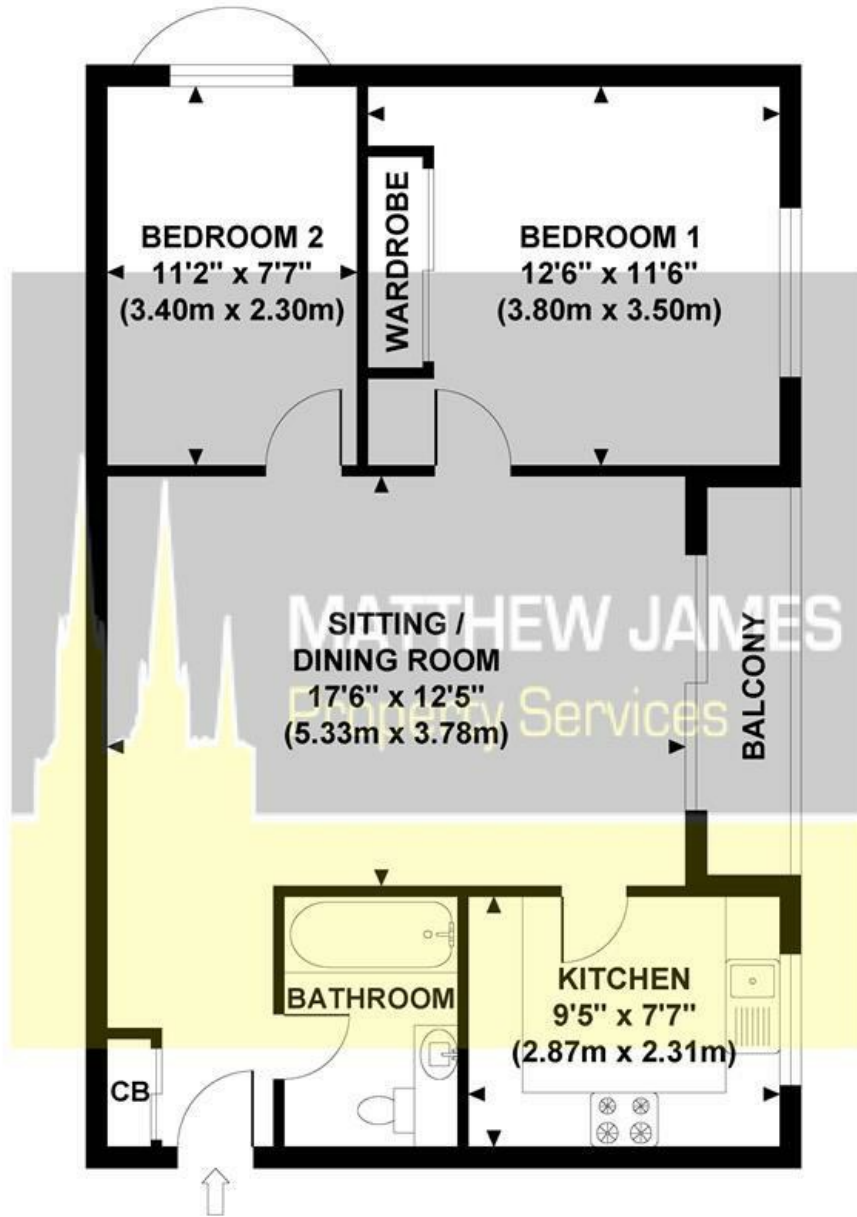 BEDROOM 2
11'2" x 7'7"
(3.40m x 2.30m)
WARDROBE
BEDROOM 1
12'6" x 11'6"
(3.80m x 3.50m)
MATTHEW JAMES
Property Services
SITTING /
DINING ROOM
17'6" x 12'5"
(5.33m x 3.78m)
BALCONY
BATHROOM
KITCHEN
9'5" x 7'7"
(2.87m x 2.31m)
CB